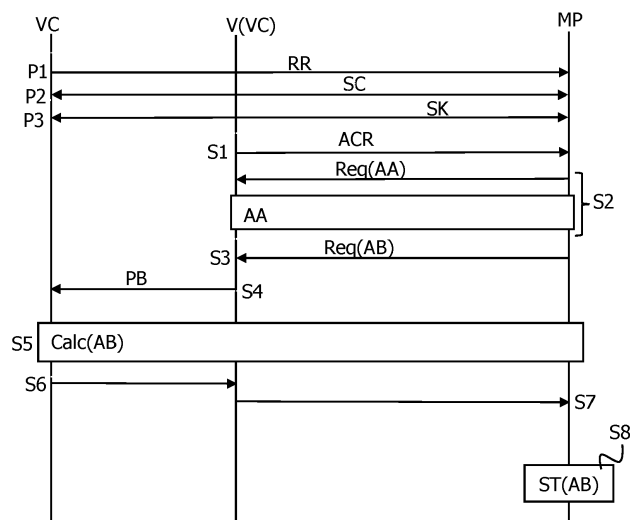 VC V(VC) MP
P1 RR
P2 SC
P3 SK
S1 ACR
Req(AA)
AA S2
S3 Req(AB)
PB S4
S5 Calc(AB)
S6
S7
S8
ST(AB)